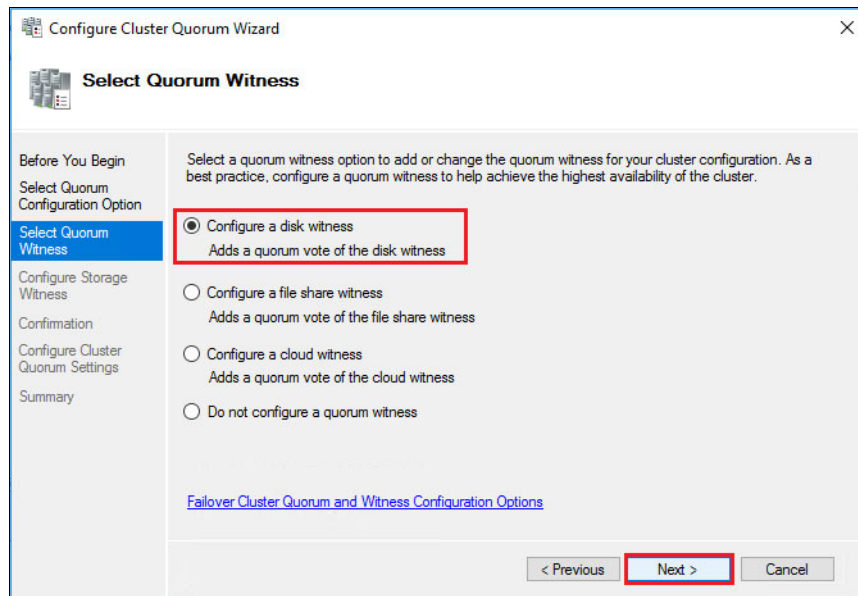 Configure Cluster Quorum Wizard
Select Quorum Witness
Before You Begin
Select Quorum
Configuration Option
Select Quorum
Witness
Configure Storage
Witness
Confirmation
Configure Cluster
Quorum Settings
Summary
Select a quorum witness option to add or change the quorum witness for your cluster configuration. As a
best practice, configure a quorum witness to help achieve the highest availability of the cluster.
Configure a disk witness
Adds a quorum vote of the disk witness
Configure a file share witness
Adds a quorum vote of the file share witness
Configure a cloud witness
Adds a quorum vote of the cloud witness
Do not configure a quorum witness
Failover Cluster Quorum and Witness Configuration Options
< Previous
Next >
Cancel